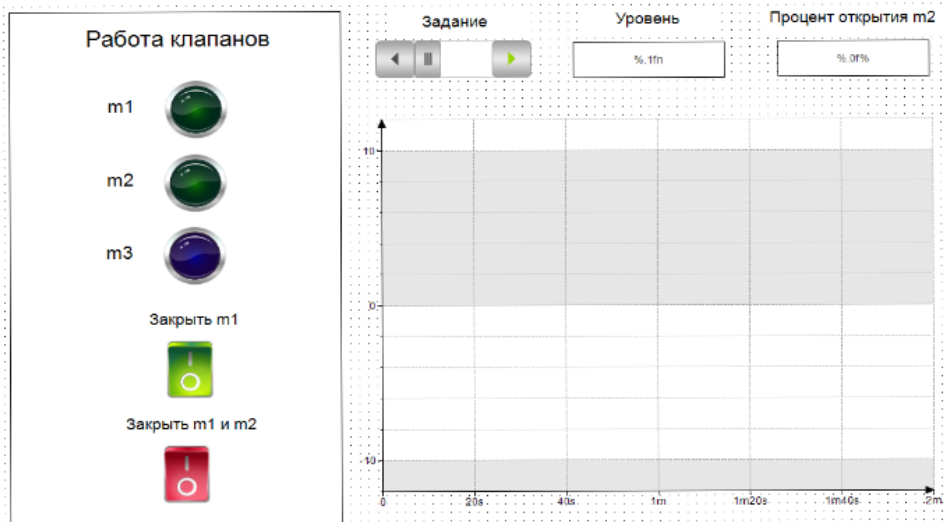 Работа клапанов
m1
m2
m3
Закрыть m1
Закрыть m1 и m2
Задание
Уровень
Процент открытия m2
%.1fл
%.0f%
10
0
-10
0
20s
40s
1m
1m20s
1m40s
2m